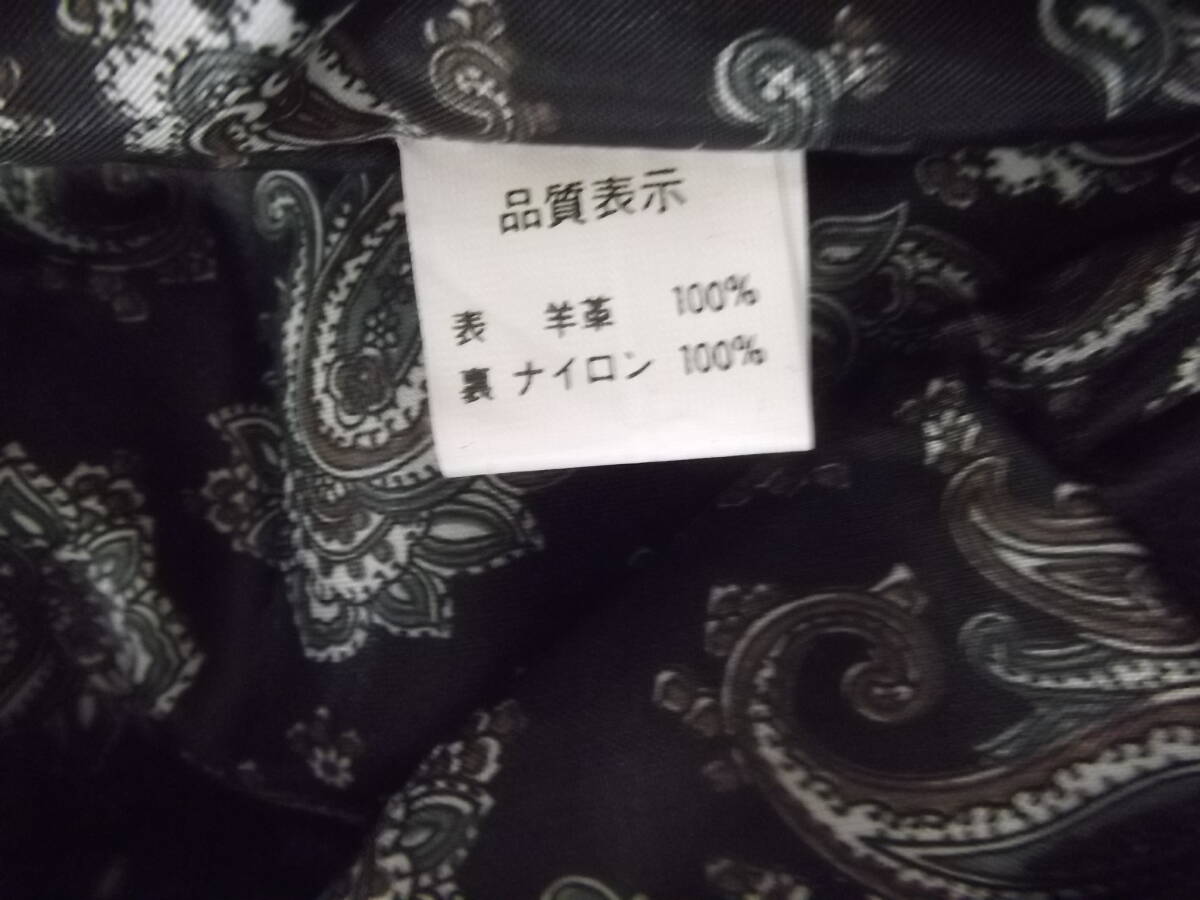 品質表示
表 羊革 100%
裏 ナイロン 100%